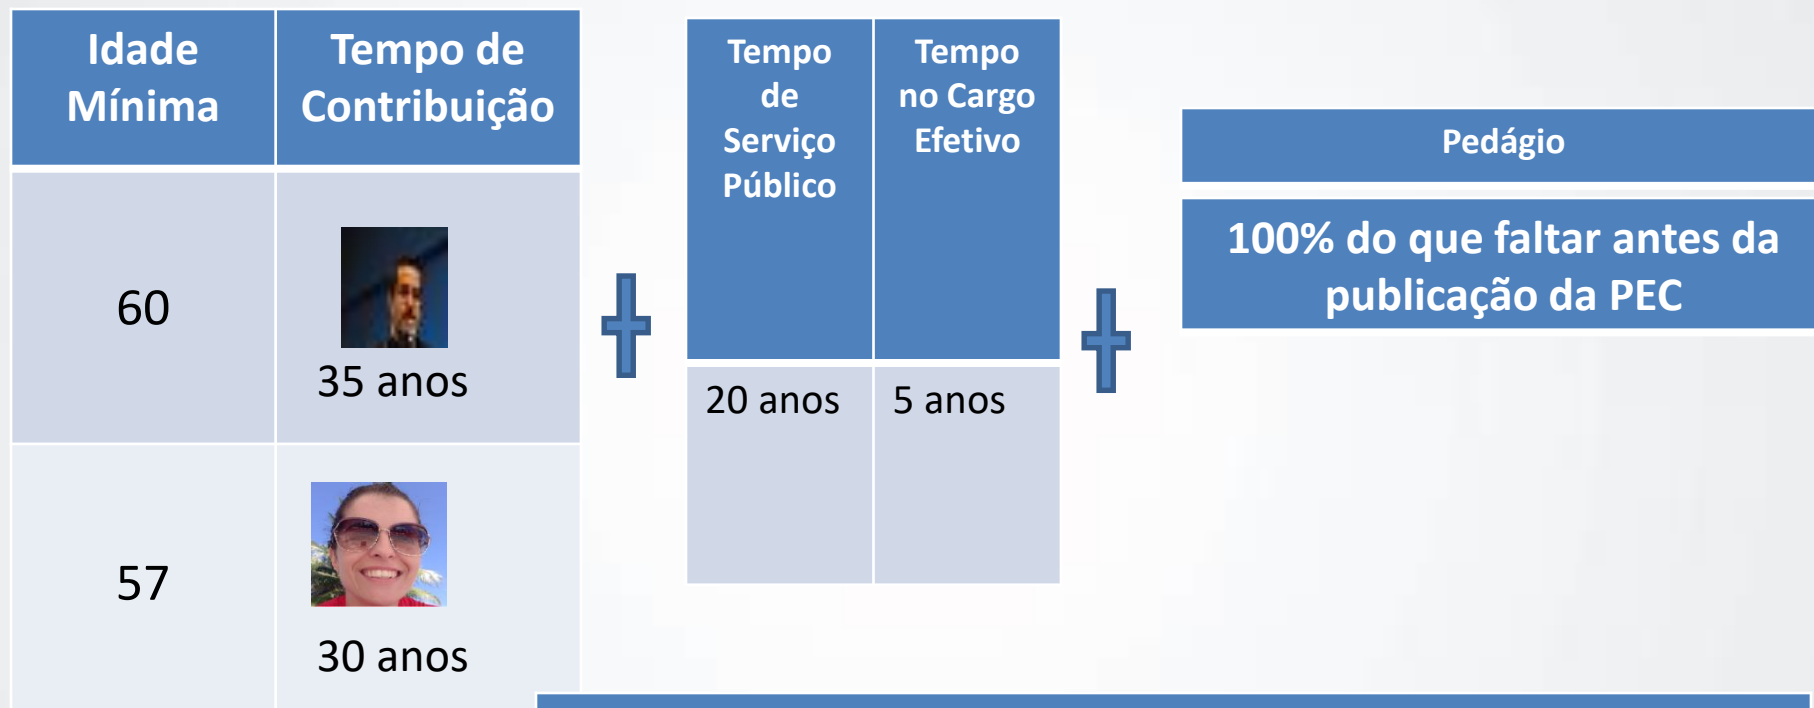 Idade
Mínima
Tempo de
Contribuição
60
35 anos
57
30 anos
Tempo
de
Serviço
Público
Tempo
no Cargo
Efetivo
20 anos
5 anos
Pedágio
100% do que faltar antes da
publicação da PEC